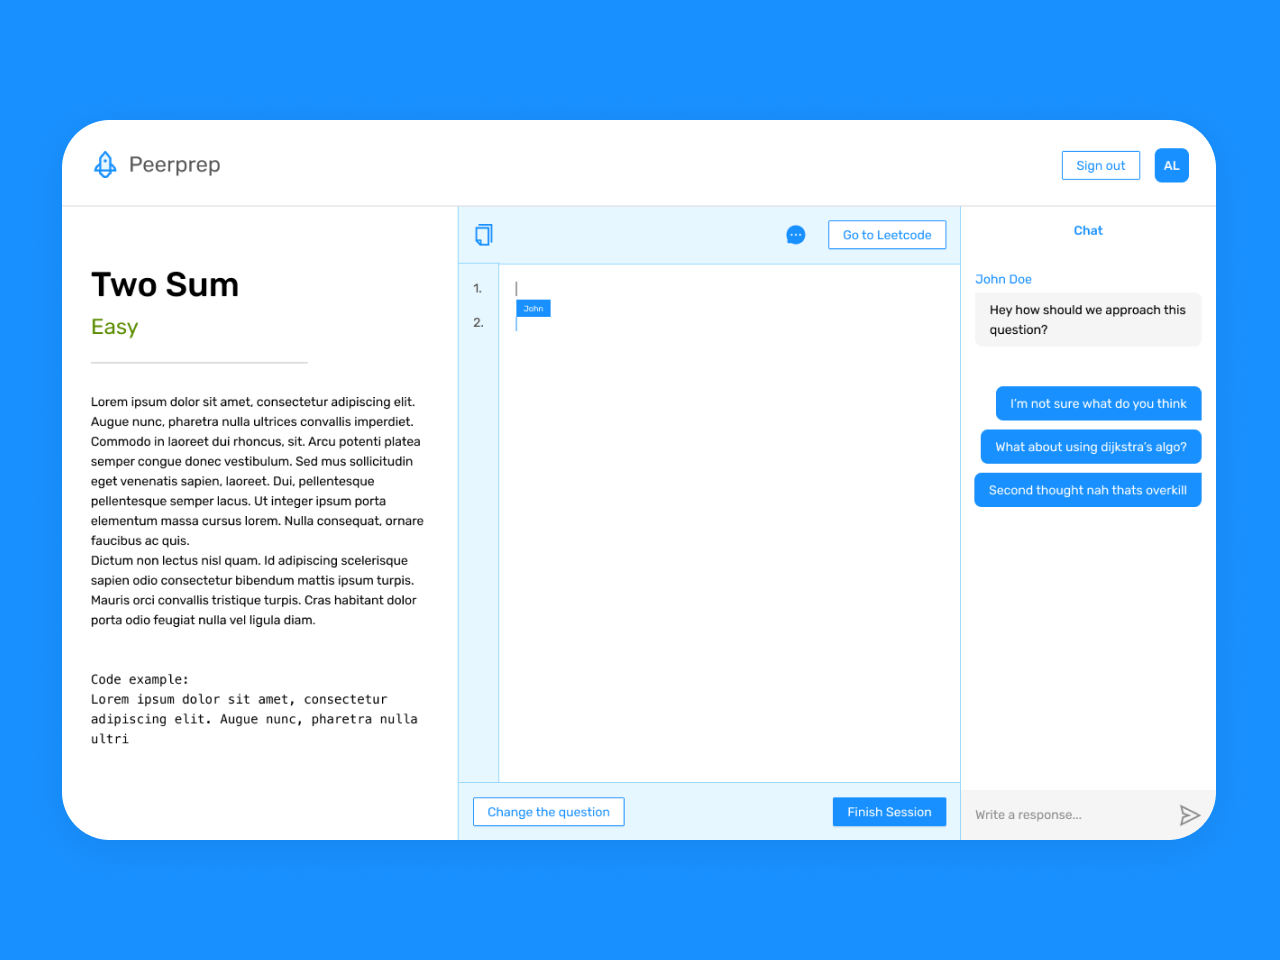 Peerprep
Sign out
AL
Two Sum
Easy
Lorem ipsum dolor sit amet, consectetur adipiscing elit.
Augue nunc, pharetra nulla ultrices convallis imperdiet.
Commodo in laoreet dui rhoncus, sit. Arcu potenti platea
semper congue donec vestibulum. Sed mus sollicitudin
eget venenatis sapien, laoreet. Dui, pellentesque
pellentesque semper lacus. Ut integer ipsum porta
elementum massa cursus lorem. Nulla consequat, ornare
faucibus ac quis.
Dictum non lectus nisl quam. Id adipiscing scelerisque
sapien odio consectetur bibendum mattis ipsum turpis.
Mauris orci convallis tristique turpis. Cras habitant dolor
porta odio feugiat nulla vel ligula diam.
Code example:
Lorem ipsum dolor sit amet, consectetur
adipiscing elit. Augue nunc, pharetra nulla
ultri
Go to Leetcode
1.
John
2.
Change the question
Finish Session
Chat
John Doe
Hey how should we approach this
question?
I'm not sure what do you think
What about using dijkstra's algo?
Second thought nah thats overkill
Write a response...